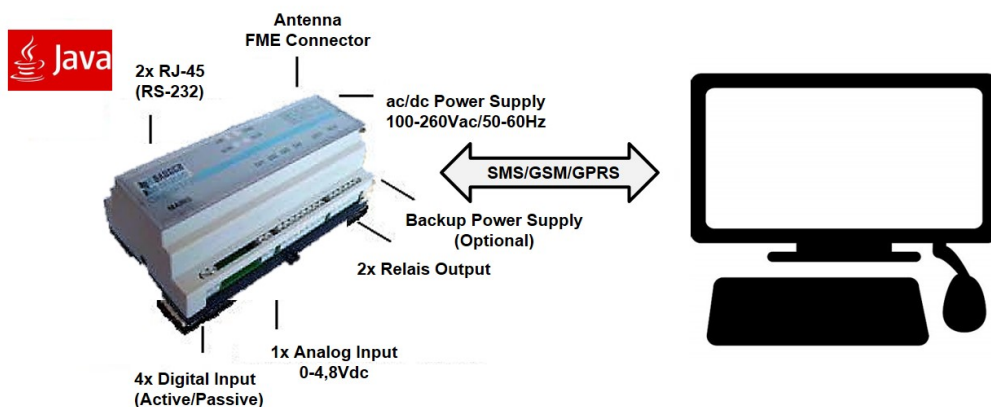 Java
Antenna
FME Connector
2x RJ-45
(RS-232)
ac/dc Power Supply
100-260Vac/50-60Hz
SMS/GSM/GPRS
Backup Power Supply
(Optional)
2x Relais Output
1x Analog Input
0-4,8Vdc
4x Digital Input
(Active/Passive)